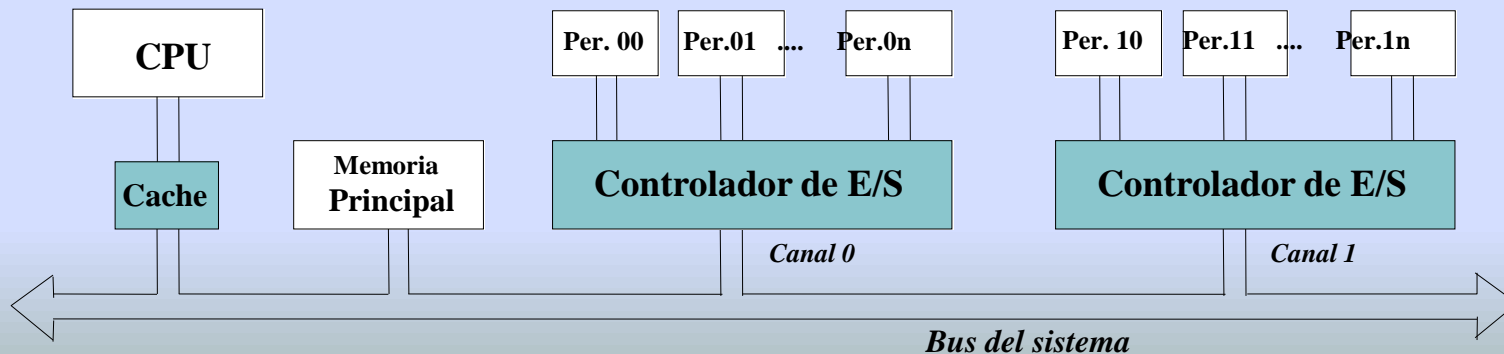 CPU
Cache
Memoria
Principal
Per. 00
Per.01
....
Per.0n
Controlador de E/S
Canal 0
Per. 10
Per.11
....
Per.1n
Controlador de E/S
Canal 1
Bus del sistema